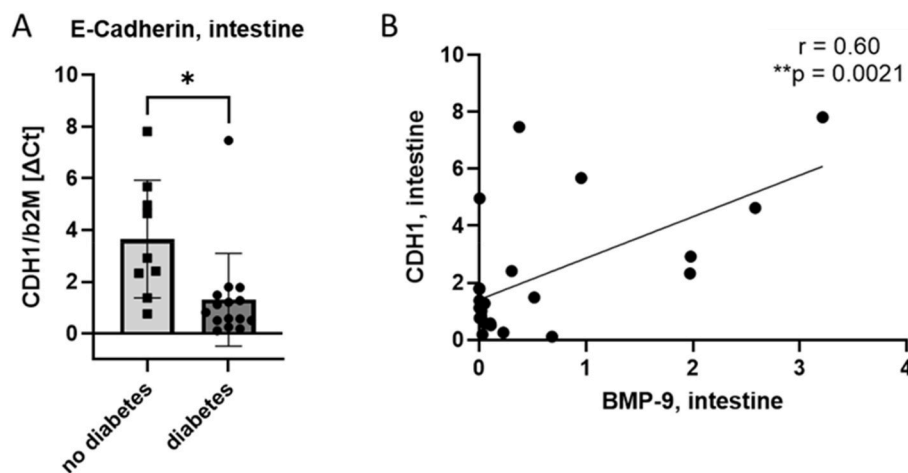 A
E-Cadherin, intestine
*
CDH1/b2M [ΔCt]
10
8
6
4
2
0
no diabetes
diabetes
B
r = 0.60
**p = 0.0021
CDH1, intestine
10
8
6
4
2
0
0
1
2
3
4
BMP-9, intestine